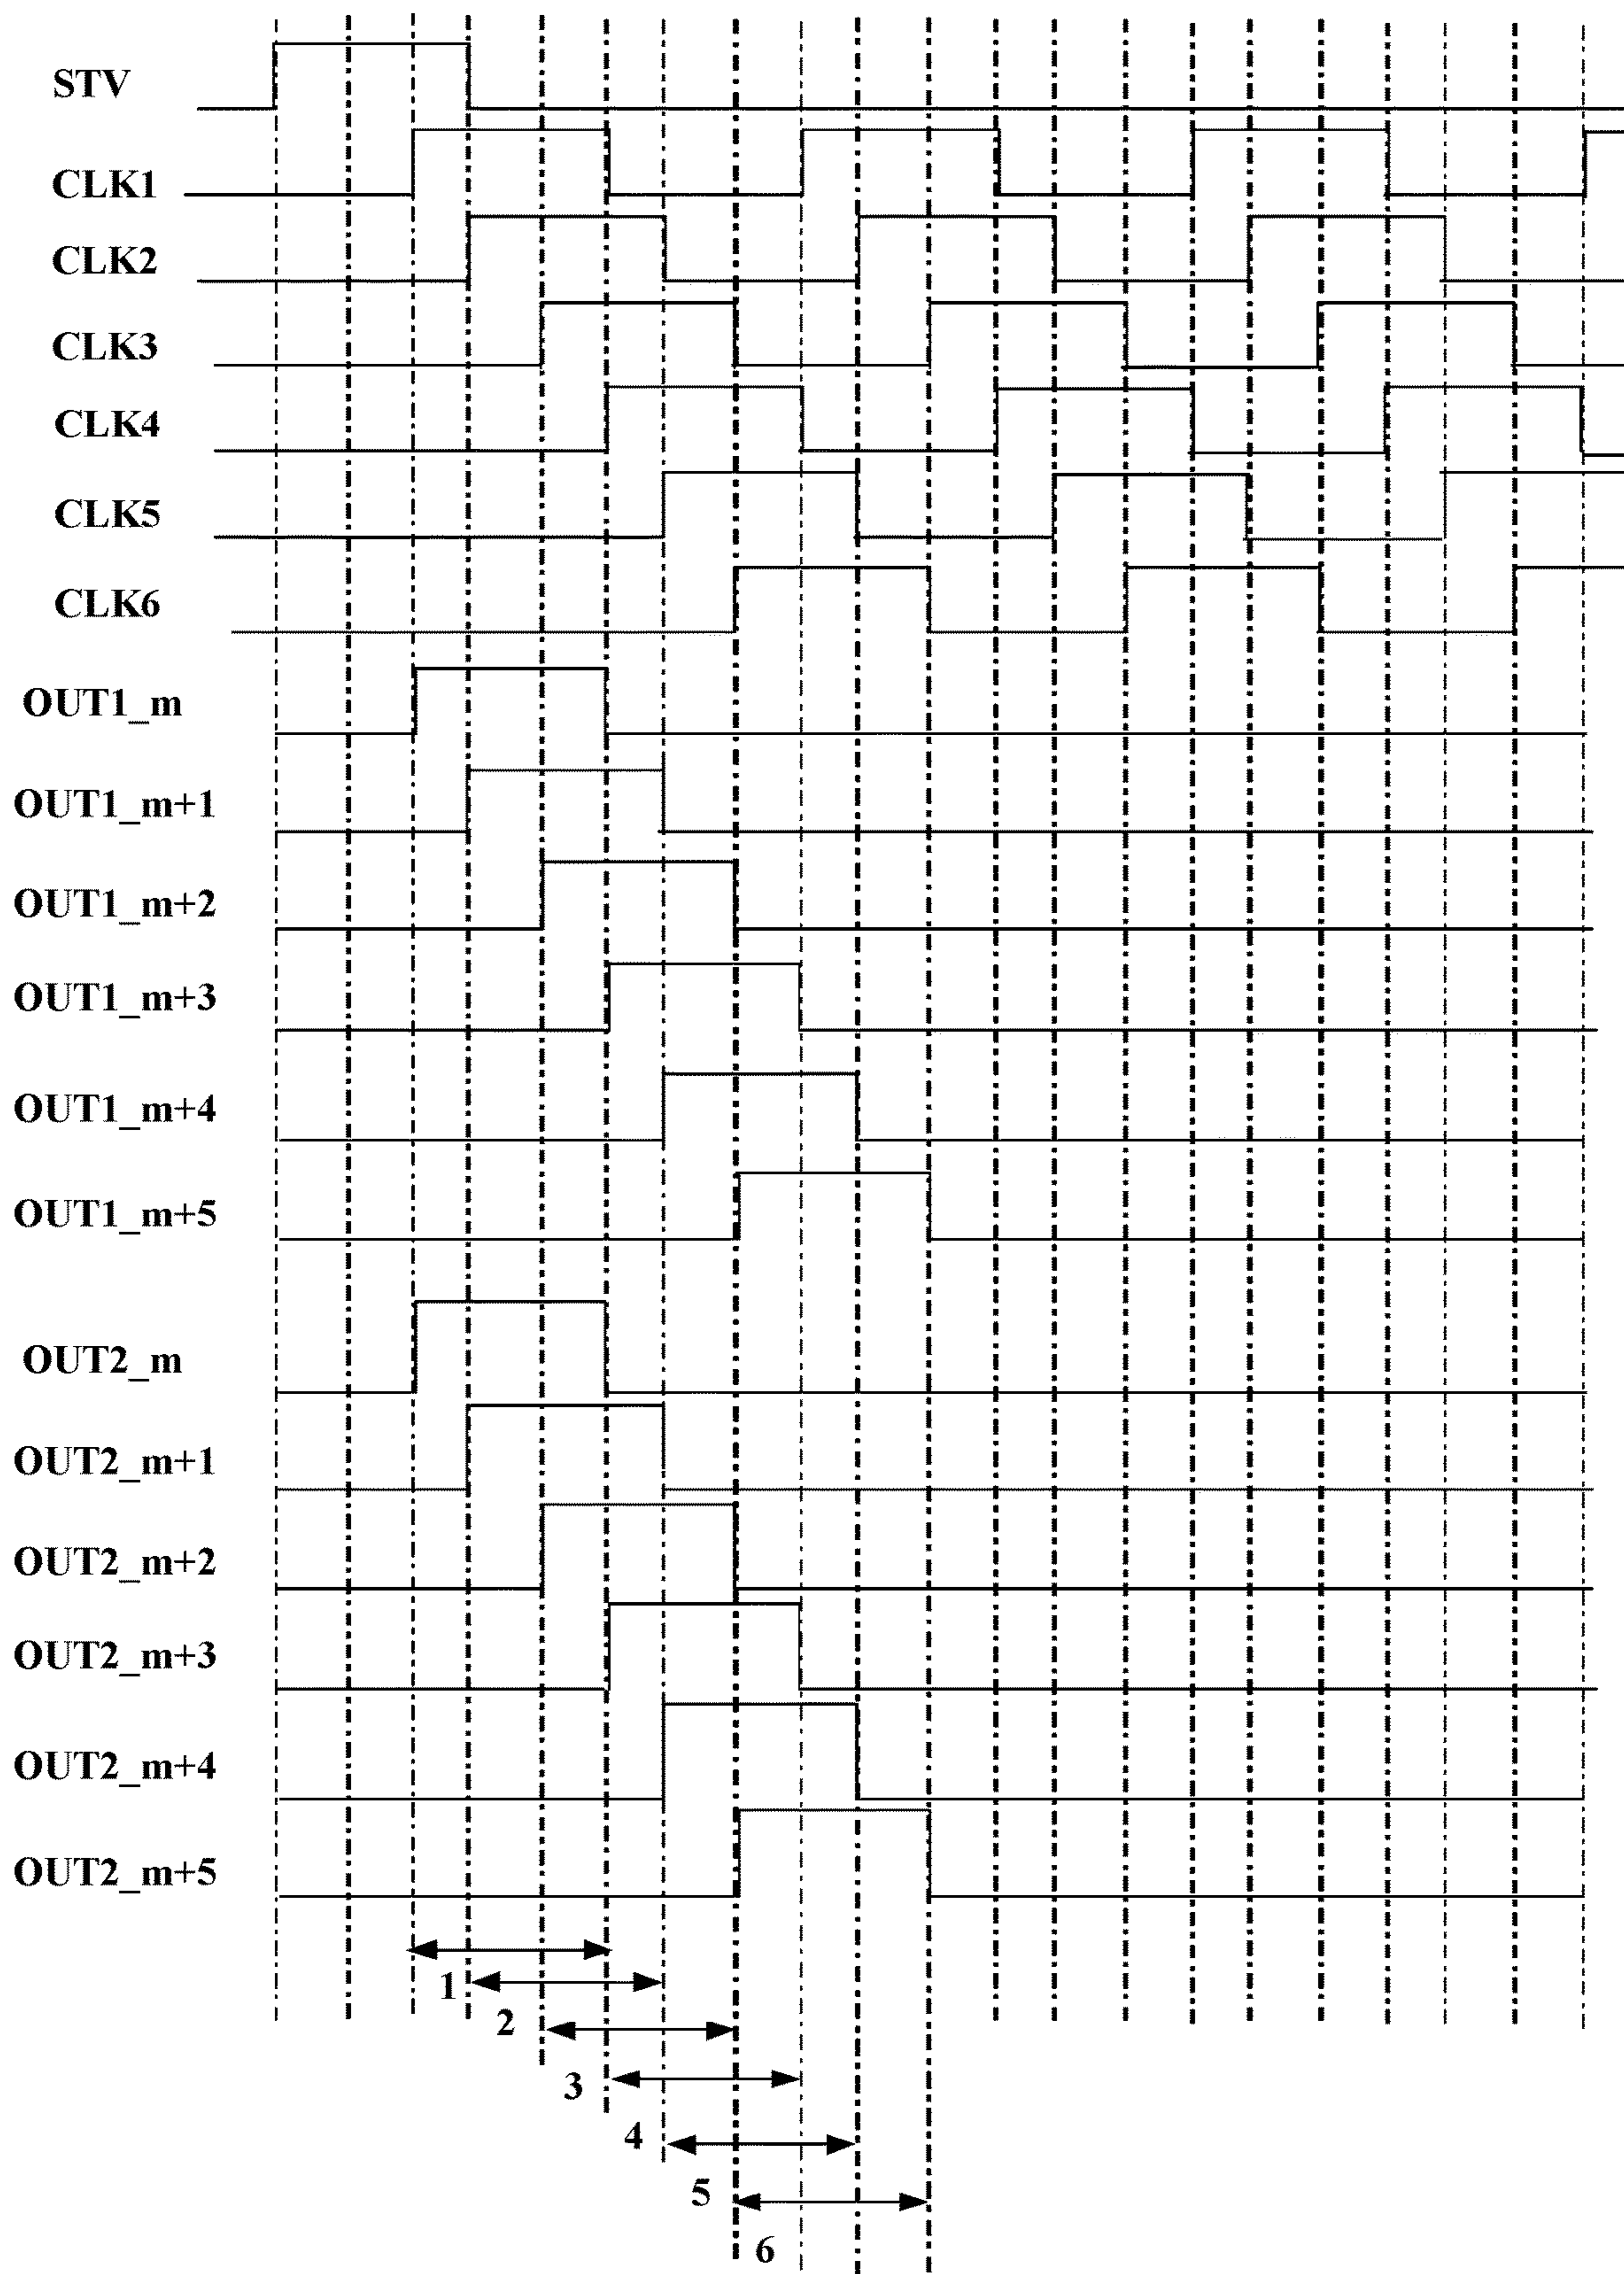 STV
CLK1
CLK2
CLK3
CLK4
CLK5
CLK6
OUT1_m
OUT1_m+1
OUT1_m+2
OUT1_m+3
OUT1_m+4
OUT1_m+5
OUT2_m
OUT2_m+1
OUT2_m+2
OUT2_m+3
OUT2_m+4
OUT2_m+5
1
2
3
4
5
6